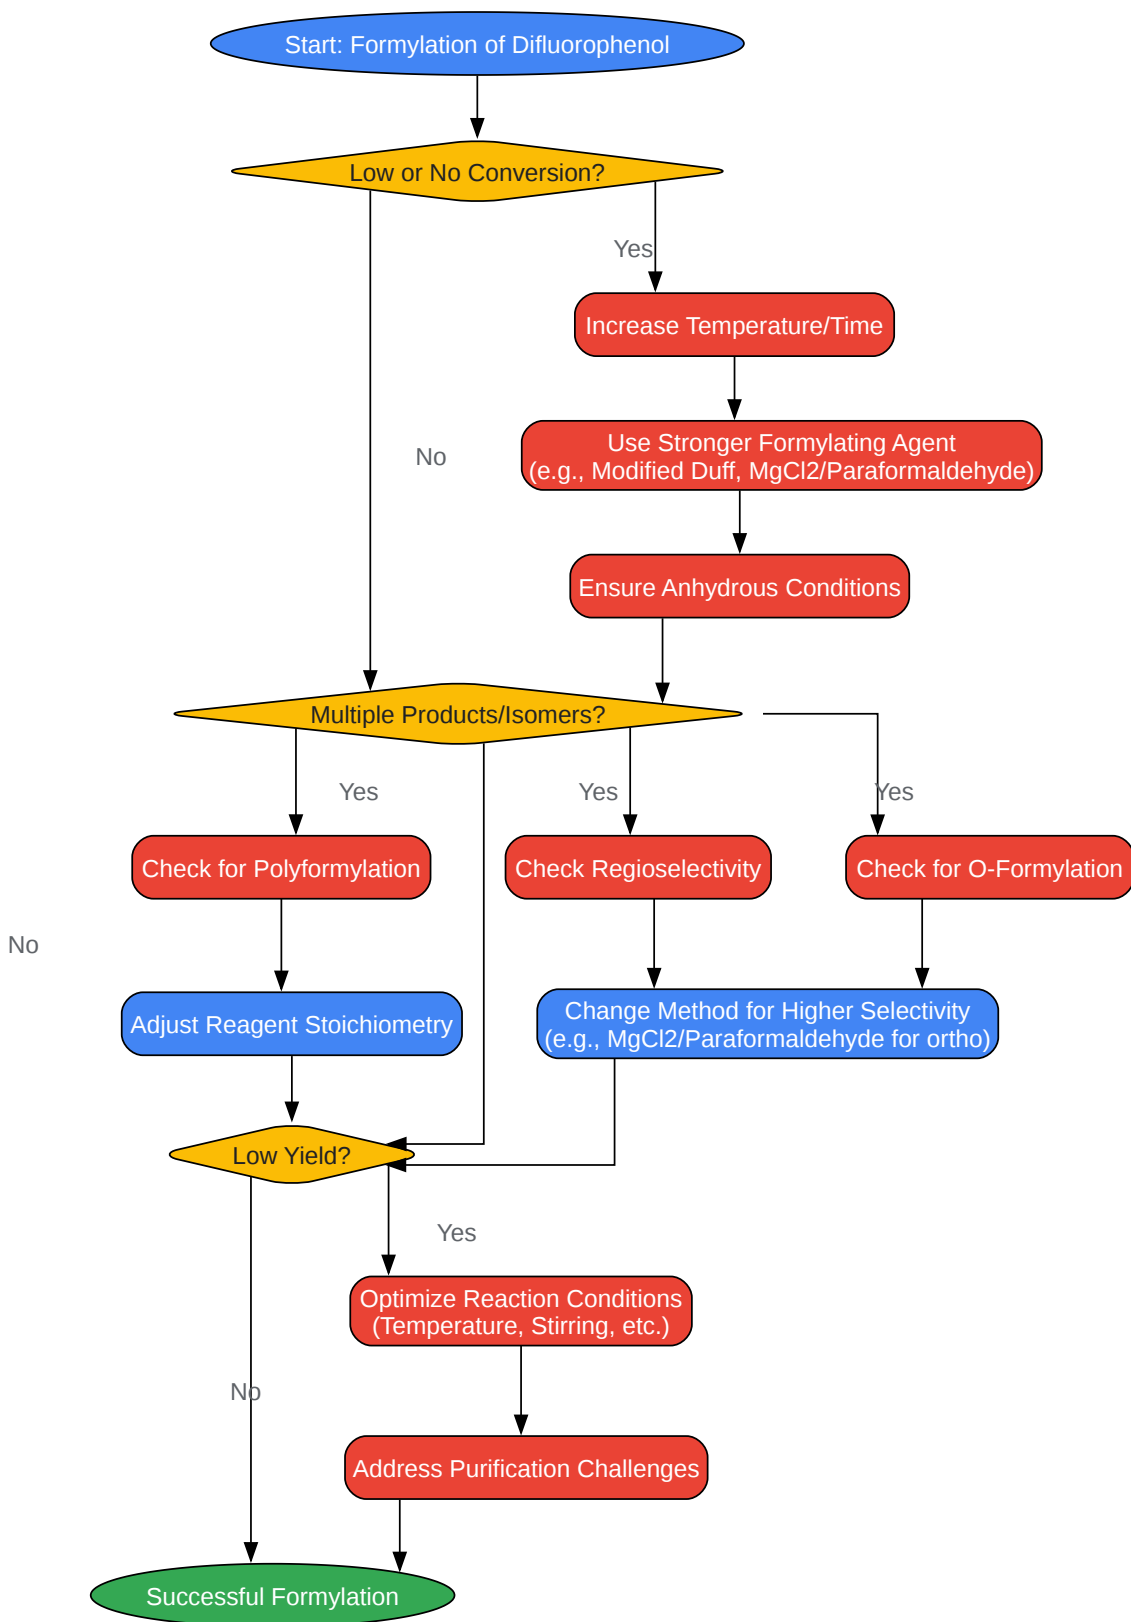 Start: Formylation of Difluorophenol
Low or No Conversion?
Yes
Increase Temperature/Time
No
Use Stronger Formylating Agent
(e.g., Modified Duff, MgCl2/Paraformaldehyde)
Ensure Anhydrous Conditions
Multiple Products/Isomers?
Yes
Yes
Yes
Check for Polyformylation
Check Regioselectivity
Check for O-Formylation
No
Adjust Reagent Stoichiometry
Change Method for Higher Selectivity
(e.g., MgCl2/Paraformaldehyde for ortho)
Low Yield?
Yes
Optimize Reaction Conditions
(Temperature, Stirring, etc.)
No
Address Purification Challenges
Successful Formylation